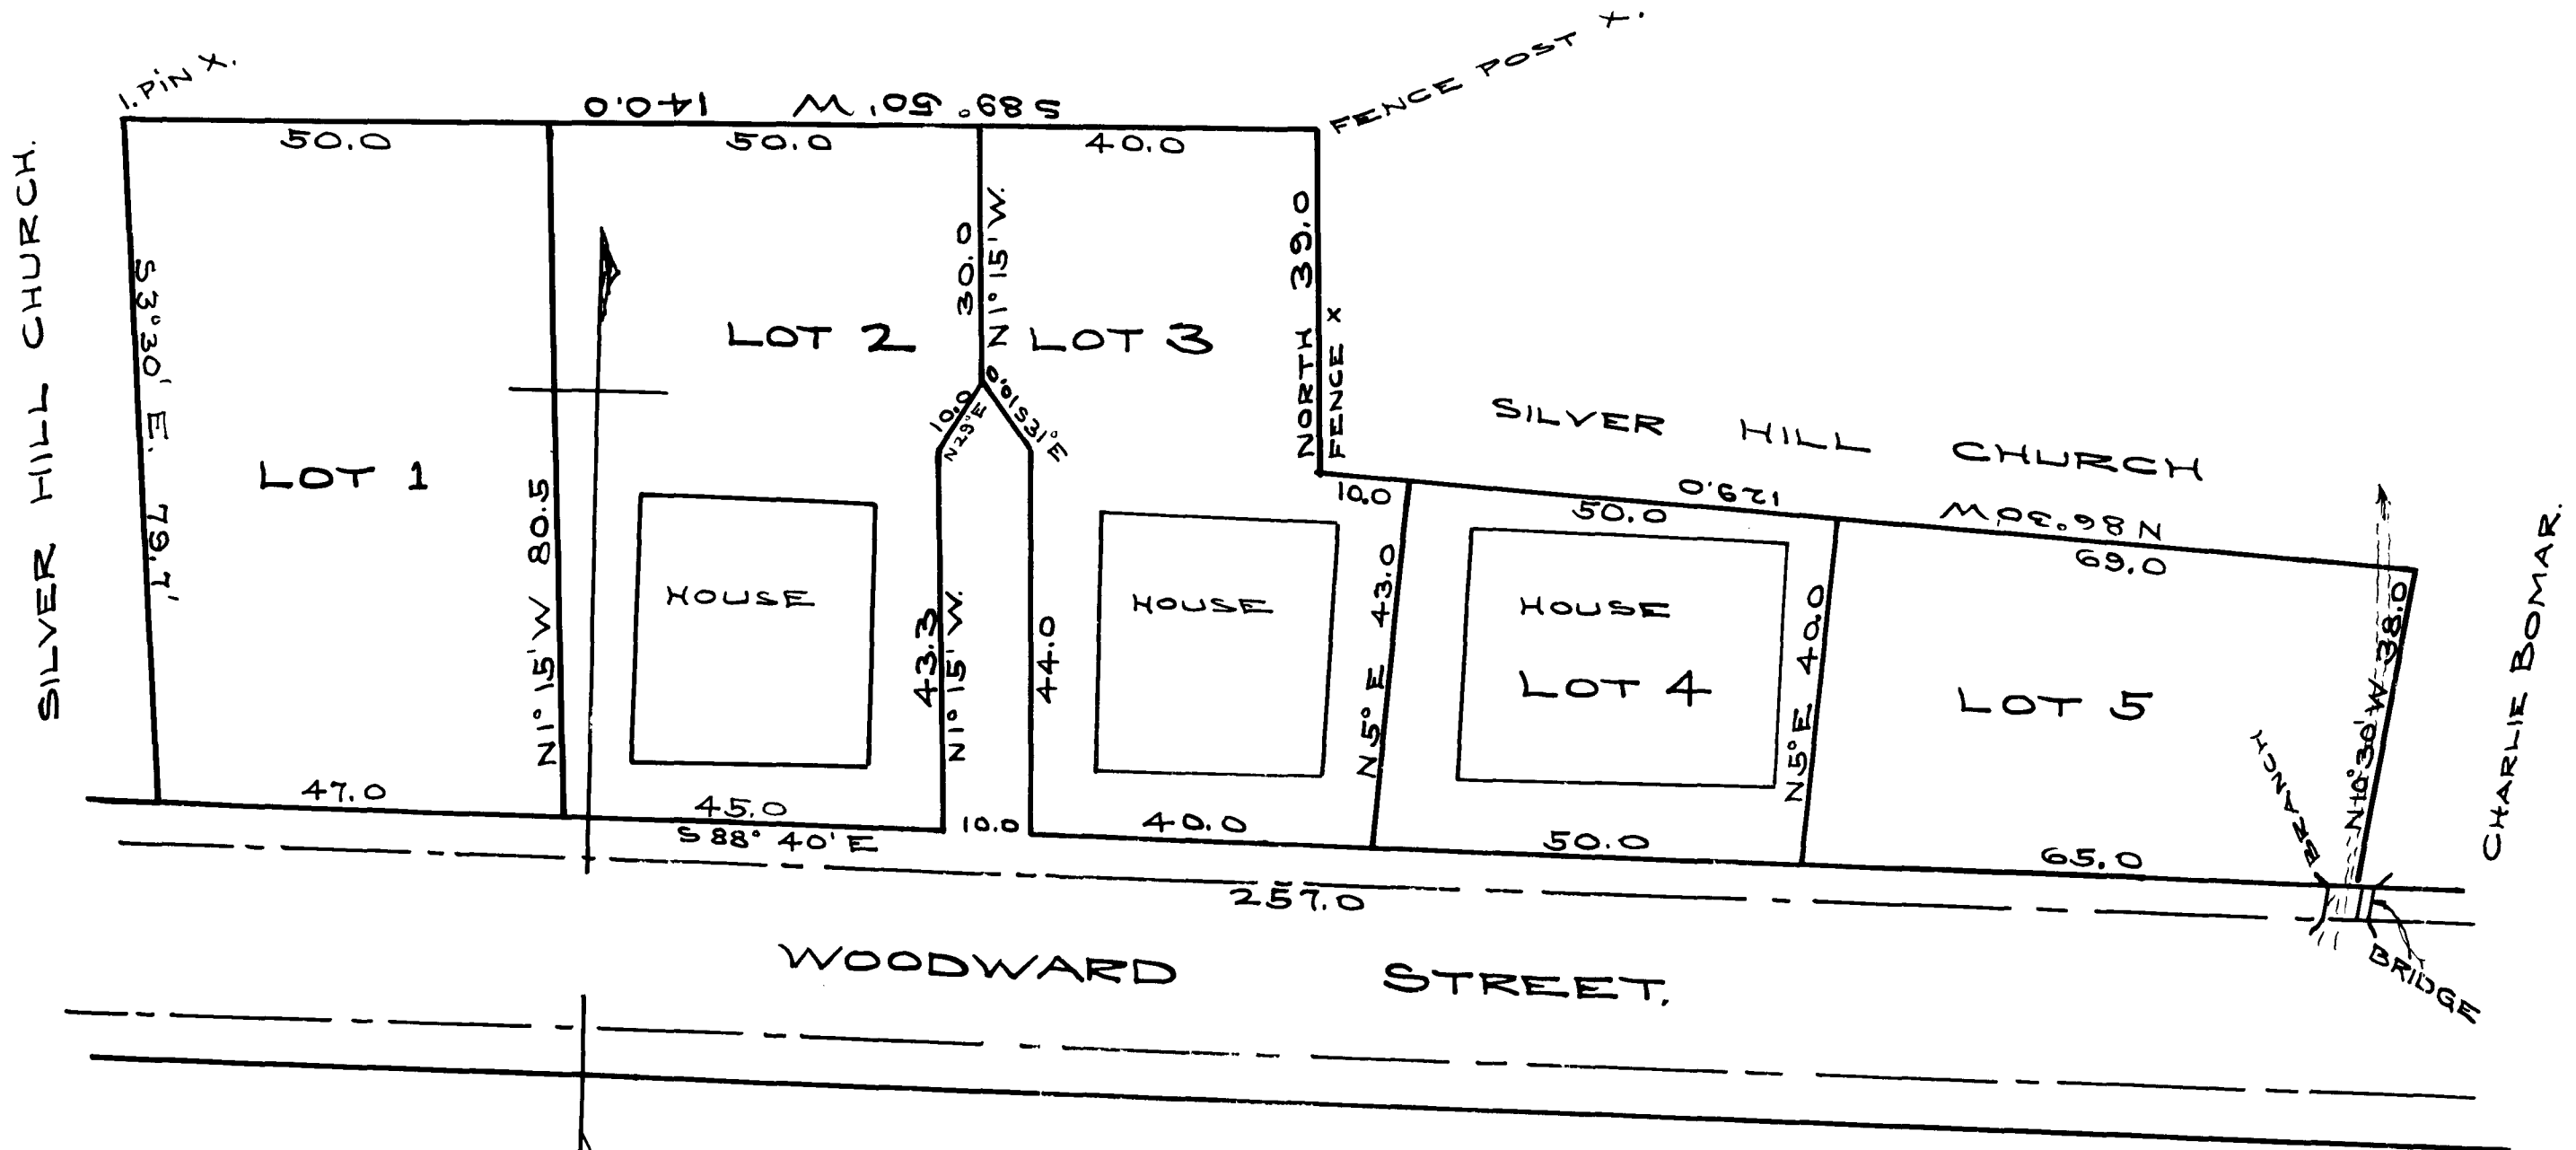 I. PIN X.
FENCE POST X.
S 89° 50' W 140.0
50.0
50.0
40.0
SILVER HILL CHURCH.
S 3° 30' E. 79.7'
LOT 1
N 1° 15' W 80.5
LOT 2
30.0
N 1° 15' W.
LOT 3
NORTH 39.0
FENCE X
10.0
N 29° E
10.0
S 31° E
SILVER HILL CHURCH
N 86° 30' W 129.0
10.0
50.0
69.0
HOUSE
43.3
N 1° 15' W.
44.0
HOUSE
N 5° E 43.0
HOUSE
LOT 4
N 5° E 40.0
LOT 5
N 10° 30' W 38.0
BRANCH
CHARLIE BOMAR.
47.0
45.0
S 88° 40' E
10.0
40.0
50.0
65.0
257.0
BRIDGE
WOODWARD STREET.